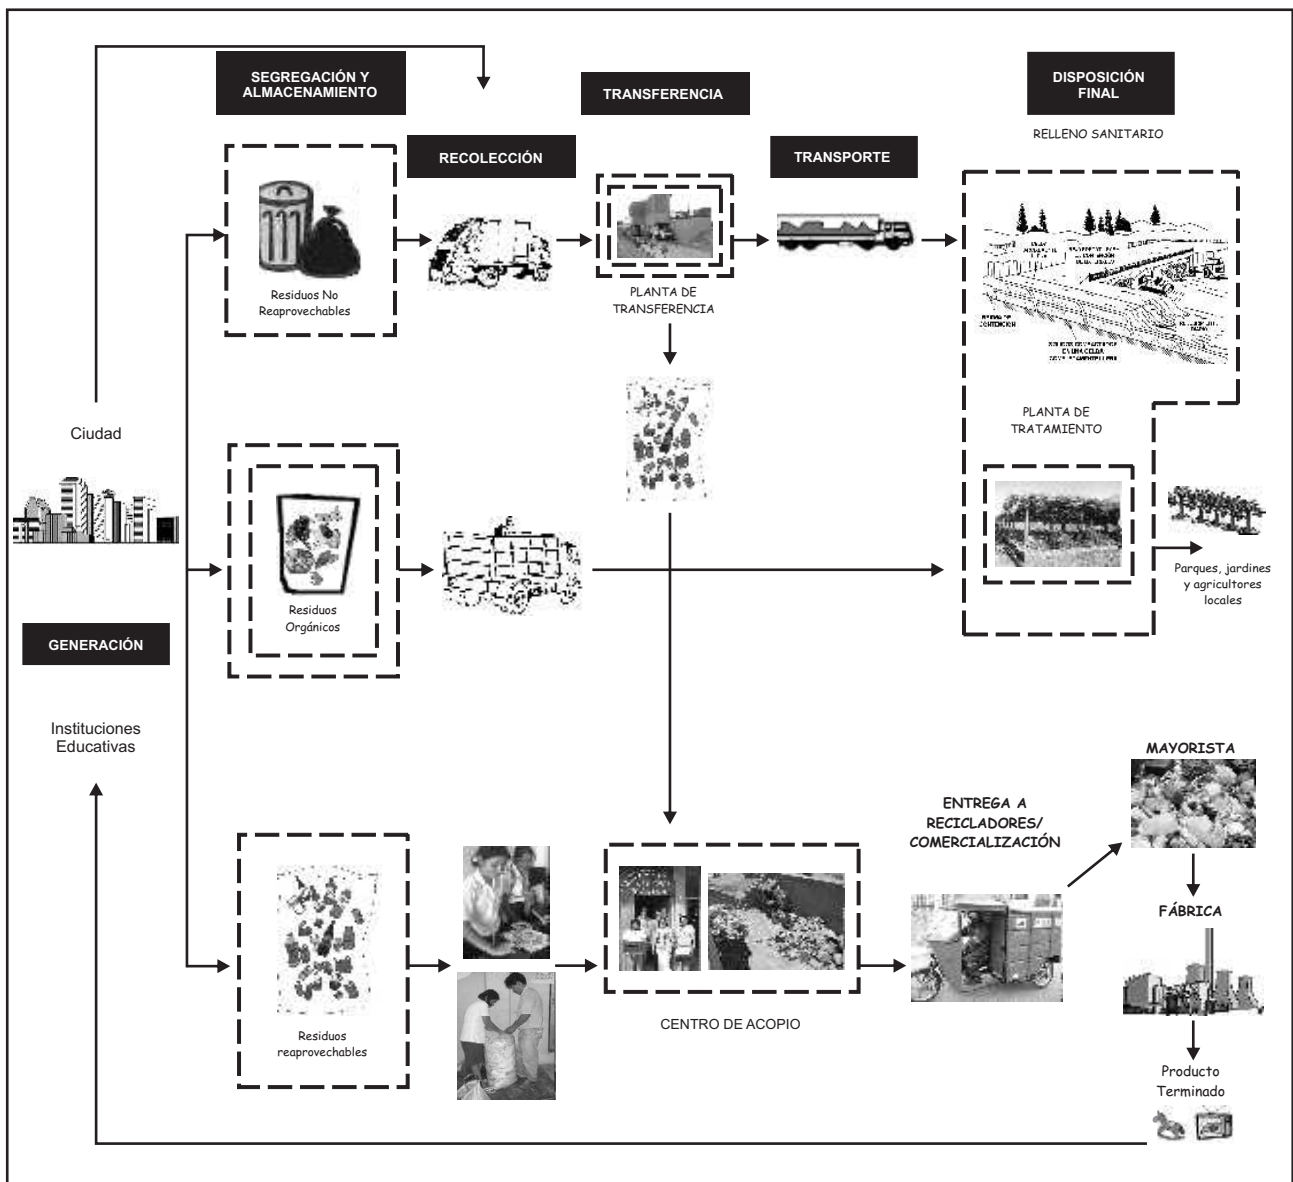 SEGREGACIÓN Y
ALMACENAMIENTO
TRANSFERENCIA
DISPOSICIÓN
FINAL
RELLENO SANITARIO
RECOLECCIÓN
TRANSPORTE
Residuos No
Reaprovechables
PLANTA DE
TRANSFERENCIA
Ciudad
PLANTA DE
TRATAMIENTO
Residuos
Orgánicos
Parques, jardines
y agricultores
locales
GENERACIÓN
Instituciones
Educativas
MAYORISTA
ENTREGA A
RECICLADORES/
COMERCIALIZACIÓN
FÁBRICA
CENTRO DE ACOPIO
Residuos
reaprovechables
Producto
Terminado